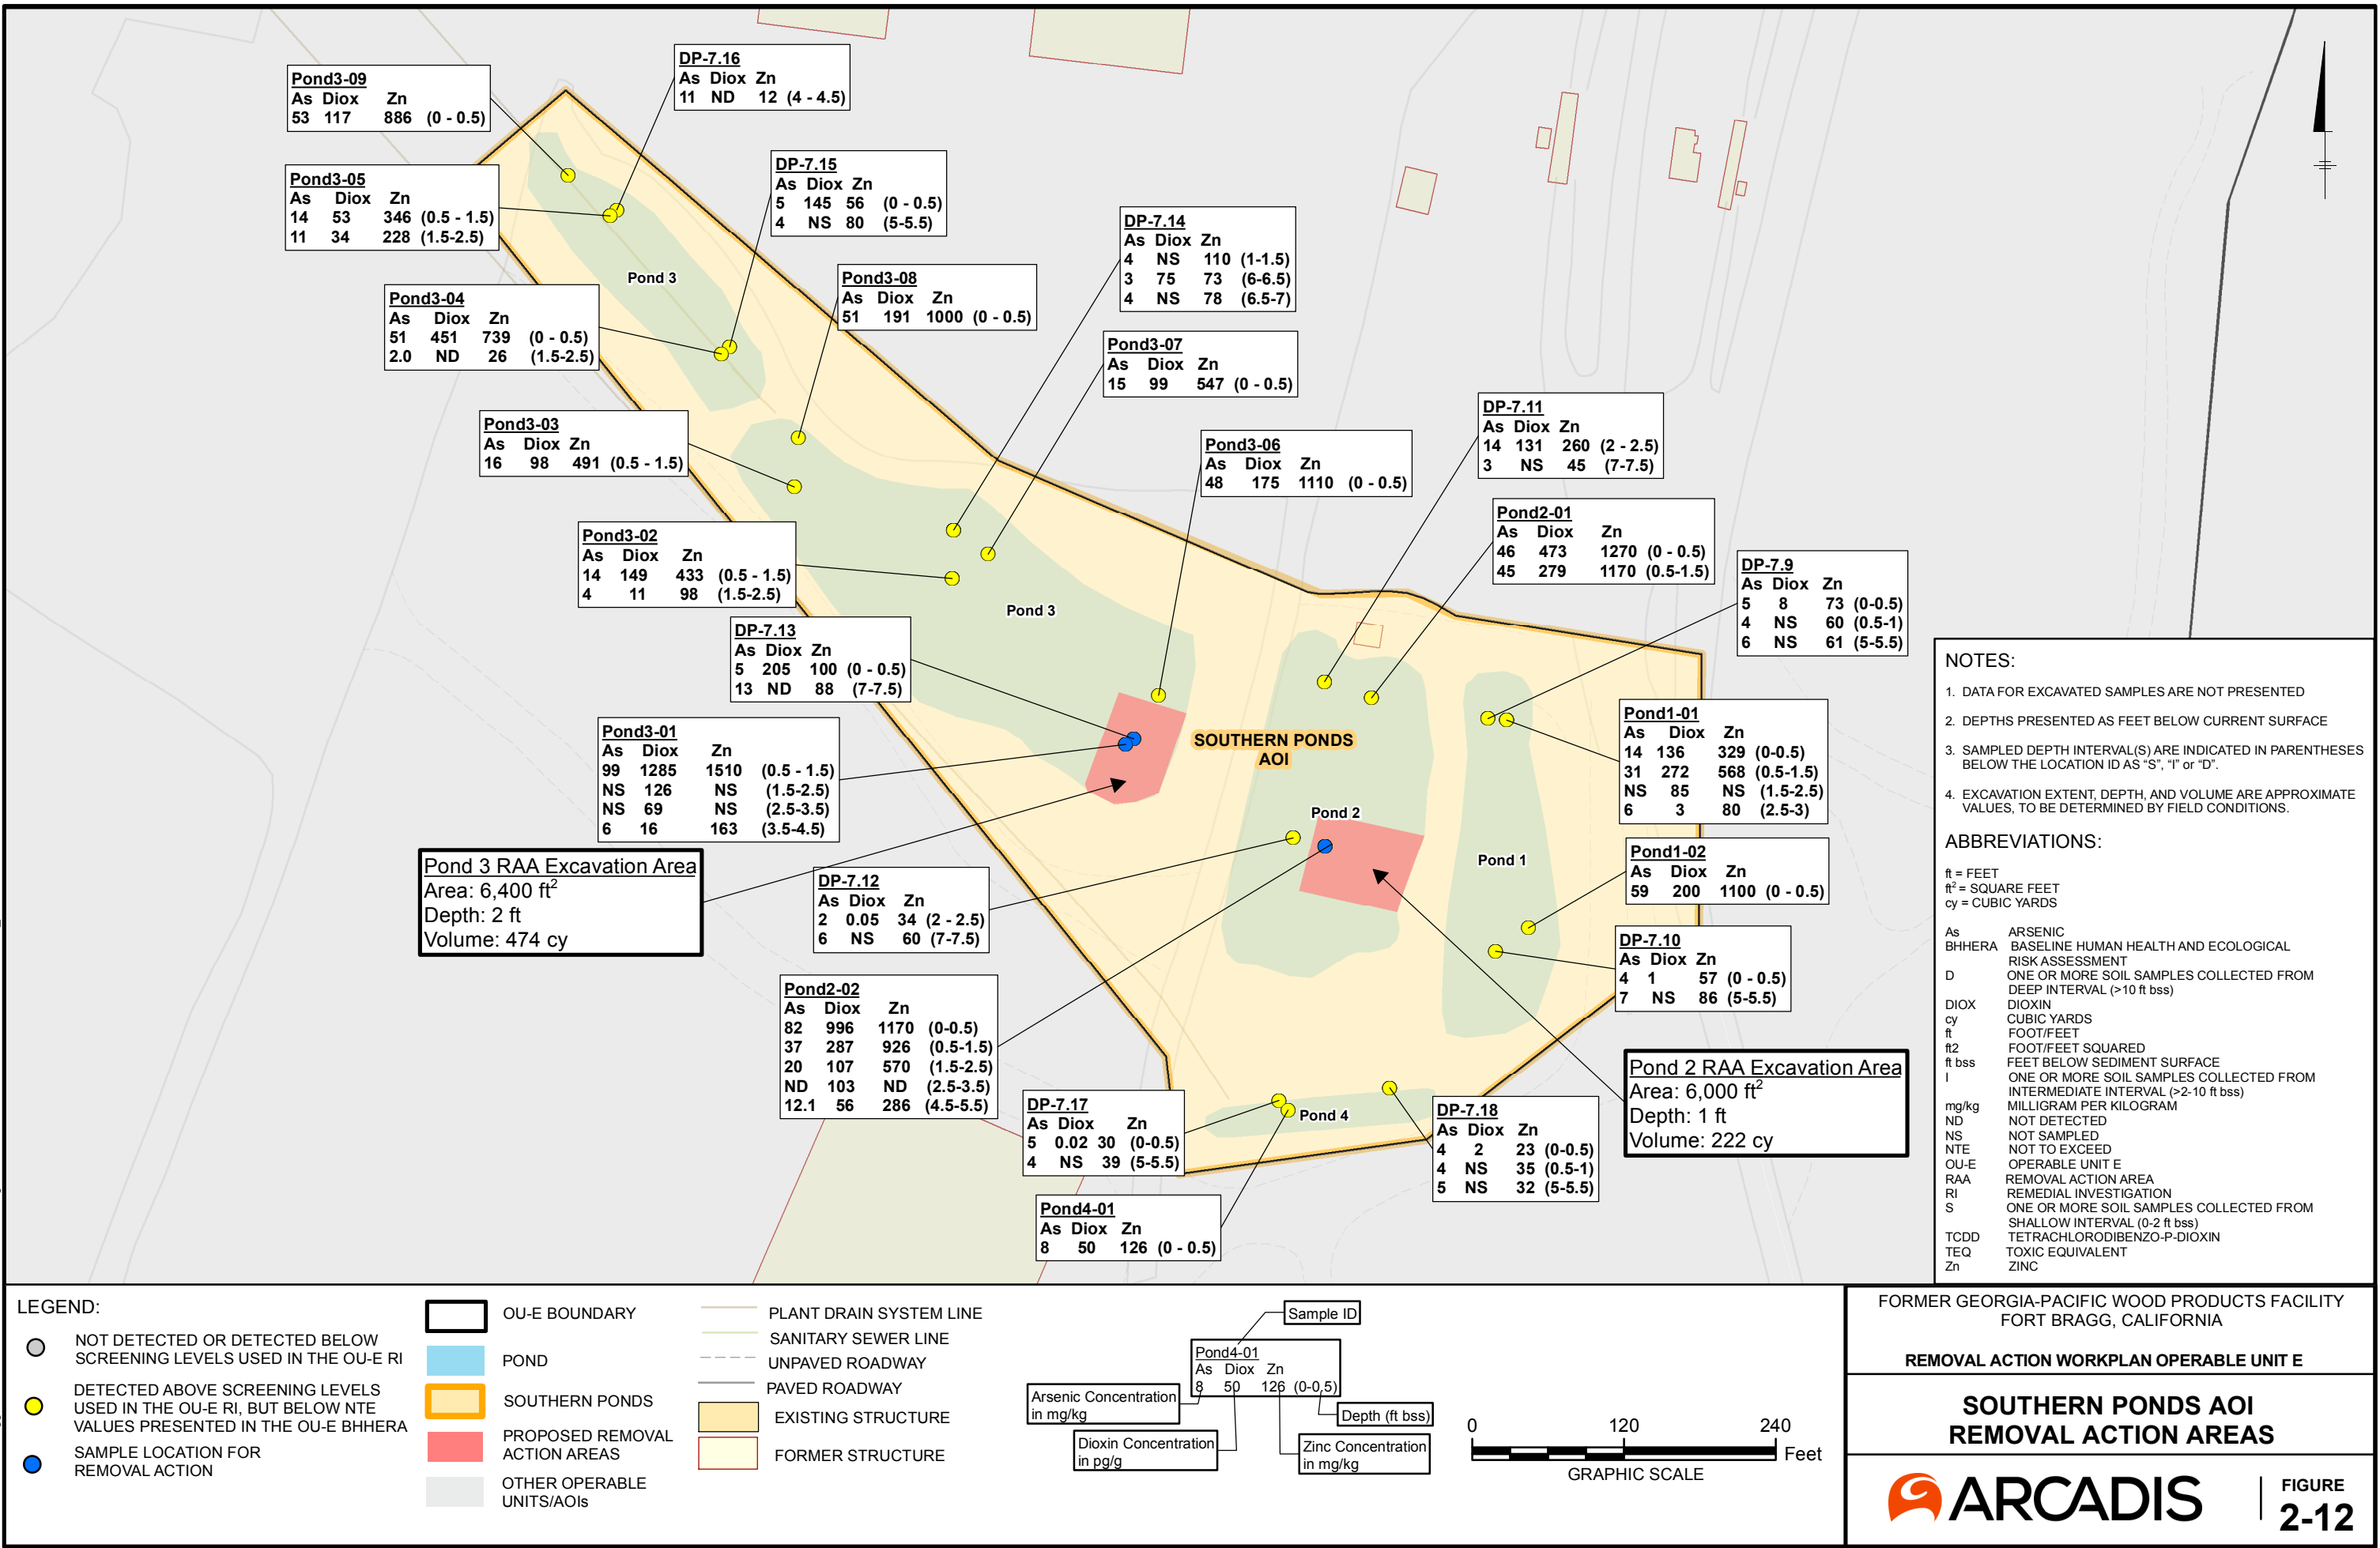 Pond3-09
As Diox Zn
53 117 886 (0 - 0.5)
DP-7.16
As Diox Zn
11 ND 12 (4 - 4.5)
Pond3-05
As Diox Zn
14 53 346 (0.5 - 1.5)
11 34 228 (1.5-2.5)
DP-7.15
As Diox Zn
5 145 56 (0 - 0.5)
4 NS 80 (5-5.5)
Pond 3
Pond3-04
As Diox Zn
51 451 739 (0 - 0.5)
2.0 ND 26 (1.5-2.5)
Pond3-08
As Diox Zn
51 191 1000 (0 - 0.5)
DP-7.14
As Diox Zn
4 NS 110 (1-1.5)
3 75 73 (6-6.5)
4 NS 78 (6.5-7)
Pond3-07
As Diox Zn
15 99 547 (0 - 0.5)
Pond3-03
As Diox Zn
16 98 491 (0.5 - 1.5)
Pond3-06
As Diox Zn
48 175 1110 (0 - 0.5)
DP-7.11
As Diox Zn
14 131 260 (2 - 2.5)
3 NS 45 (7-7.5)
Pond2-01
As Diox Zn
46 473 1270 (0 - 0.5)
45 279 1170 (0.5-1.5)
Pond3-02
As Diox Zn
14 149 433 (0.5 - 1.5)
4 11 98 (1.5-2.5)
Pond 3
DP-7.9
As Diox Zn
5 8 73 (0-0.5)
4 NS 60 (0.5-1)
6 NS 61 (5-5.5)
DP-7.13
As Diox Zn
5 205 100 (0 - 0.5)
13 ND 88 (7-7.5)
Pond3-01
As Diox Zn
99 1285 1510 (0.5 - 1.5)
NS 126 NS (1.5-2.5)
NS 69 NS (2.5-3.5)
6 16 163 (3.5-4.5)
SOUTHERN PONDS
AOI
Pond1-01
As Diox Zn
14 136 329 (0-0.5)
31 272 568 (0.5-1.5)
NS 85 NS (1.5-2.5)
6 3 80 (2.5-3)
Pond 2
Pond 1
Pond 3 RAA Excavation Area
Area: 6,400 ft²
Depth: 2 ft
Volume: 474 cy
Pond1-02
As Diox Zn
59 200 1100 (0 - 0.5)
DP-7.12
As Diox Zn
2 0.05 34 (2 - 2.5)
6 NS 60 (7-7.5)
DP-7.10
As Diox Zn
4 1 57 (0 - 0.5)
7 NS 86 (5-5.5)
Pond2-02
As Diox Zn
82 996 1170 (0-0.5)
37 287 926 (0.5-1.5)
20 107 570 (1.5-2.5)
ND 103 ND (2.5-3.5)
12.1 56 286 (4.5-5.5)
Pond 2 RAA Excavation Area
Area: 6,000 ft²
Depth: 1 ft
Volume: 222 cy
DP-7.17
As Diox Zn
5 0.02 30 (0-0.5)
4 NS 39 (5-5.5)
Pond 4
DP-7.18
As Diox Zn
4 2 23 (0-0.5)
4 NS 35 (0.5-1)
5 NS 32 (5-5.5)
Pond4-01
As Diox Zn
8 50 126 (0 - 0.5)
NOTES:
1. DATA FOR EXCAVATED SAMPLES ARE NOT PRESENTED
2. DEPTHS PRESENTED AS FEET BELOW CURRENT SURFACE
3. SAMPLED DEPTH INTERVAL(S) ARE INDICATED IN PARENTHESES
BELOW THE LOCATION ID AS “S”, “I” or “D”.
4. EXCAVATION EXTENT, DEPTH, AND VOLUME ARE APPROXIMATE
VALUES, TO BE DETERMINED BY FIELD CONDITIONS.
ABBREVIATIONS:
ft = FEET
ft² = SQUARE FEET
cy = CUBIC YARDS
As ARSENIC
BHHERA BASELINE HUMAN HEALTH AND ECOLOGICAL
RISK ASSESSMENT
D ONE OR MORE SOIL SAMPLES COLLECTED FROM
DEEP INTERVAL (>10 ft bss)
DIOX DIOXIN
cy CUBIC YARDS
ft FOOT/FEET
ft2 FOOT/FEET SQUARED
ft bss FEET BELOW SEDIMENT SURFACE
I ONE OR MORE SOIL SAMPLES COLLECTED FROM
INTERMEDIATE INTERVAL (>2-10 ft bss)
mg/kg MILLIGRAM PER KILOGRAM
ND NOT DETECTED
NS NOT SAMPLED
NTE NOT TO EXCEED
OU-E OPERABLE UNIT E
RAA REMOVAL ACTION AREA
RI REMEDIAL INVESTIGATION
S ONE OR MORE SOIL SAMPLES COLLECTED FROM
SHALLOW INTERVAL (0-2 ft bss)
TCDD TETRACHLORODIBENZO-P-DIOXIN
TEQ TOXIC EQUIVALENT
Zn ZINC
LEGEND:
NOT DETECTED OR DETECTED BELOW
SCREENING LEVELS USED IN THE OU-E RI
DETECTED ABOVE SCREENING LEVELS
USED IN THE OU-E RI, BUT BELOW NTE
VALUES PRESENTED IN THE OU-E BHHERA
SAMPLE LOCATION FOR
REMOVAL ACTION
OU-E BOUNDARY
POND
SOUTHERN PONDS
PROPOSED REMOVAL
ACTION AREAS
OTHER OPERABLE
UNITS/AOIs
PLANT DRAIN SYSTEM LINE
SANITARY SEWER LINE
UNPAVED ROADWAY
PAVED ROADWAY
EXISTING STRUCTURE
FORMER STRUCTURE
Sample ID
Pond4-01
As Diox Zn
8 50 126 (0-0.5)
Arsenic Concentration
in mg/kg
Depth (ft bss)
Dioxin Concentration
in pg/g
Zinc Concentration
in mg/kg
0 120 240
Feet
GRAPHIC SCALE
FORMER GEORGIA-PACIFIC WOOD PRODUCTS FACILITY
FORT BRAGG, CALIFORNIA
REMOVAL ACTION WORKPLAN OPERABLE UNIT E
SOUTHERN PONDS AOI
REMOVAL ACTION AREAS
ARCADIS
FIGURE
2-12